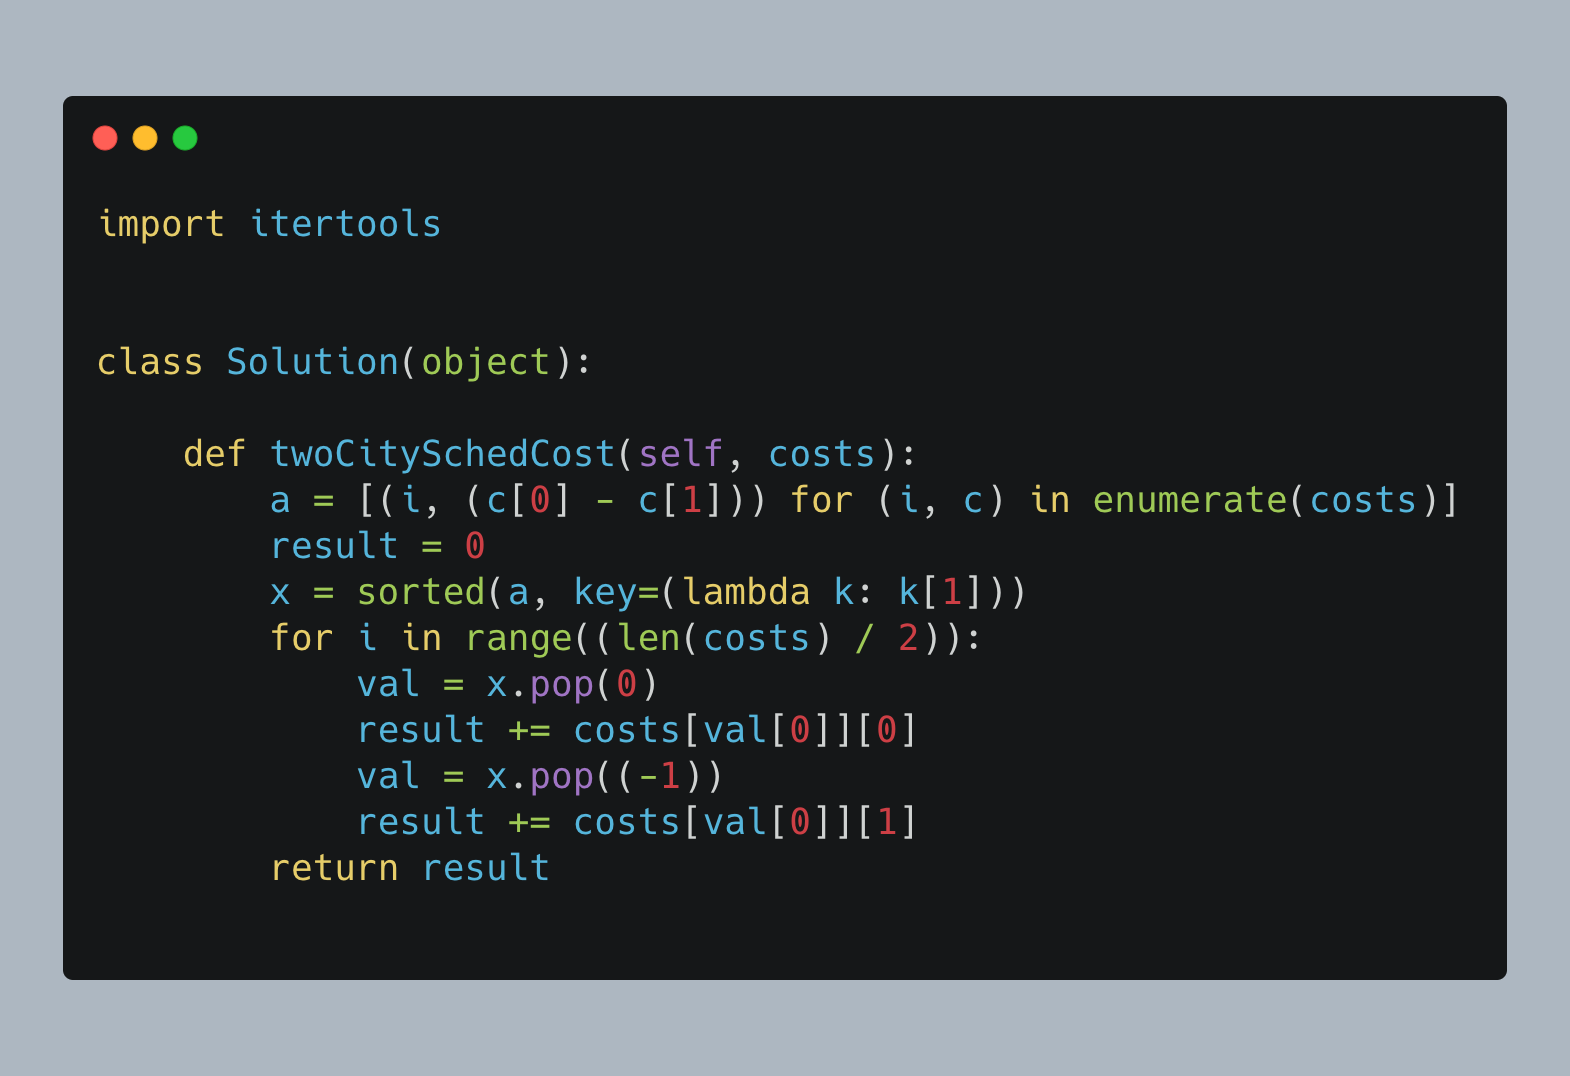 import itertools
class Solution(object):
    def twoCitySchedCost(self, costs):
        a = [(i, (c[0] - c[1])) for (i, c) in enumerate(costs)]
        result = 0
        x = sorted(a, key=(lambda k: k[1]))
        for i in range((len(costs) / 2)):
            val = x.pop(0)
            result += costs[val[0]][0]
            val = x.pop((-1))
            result += costs[val[0]][1]
        return result